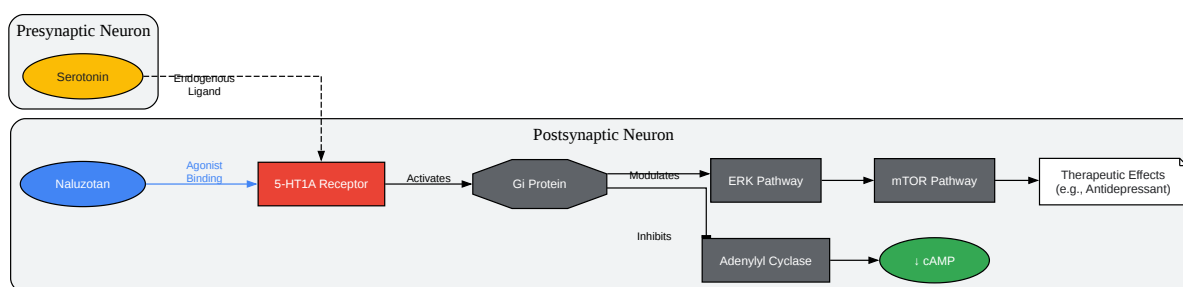 Presynaptic Neuron
Serotonin
Endogenous
Ligand
Postsynaptic Neuron
Naluzotan
Agonist
Binding
5-HT1A Receptor
Activates
Gi Protein
Modulates
ERK Pathway
mTOR Pathway
Therapeutic Effects
(e.g., Antidepressant)
Inhibits
Adenylyl Cyclase
↓ cAMP